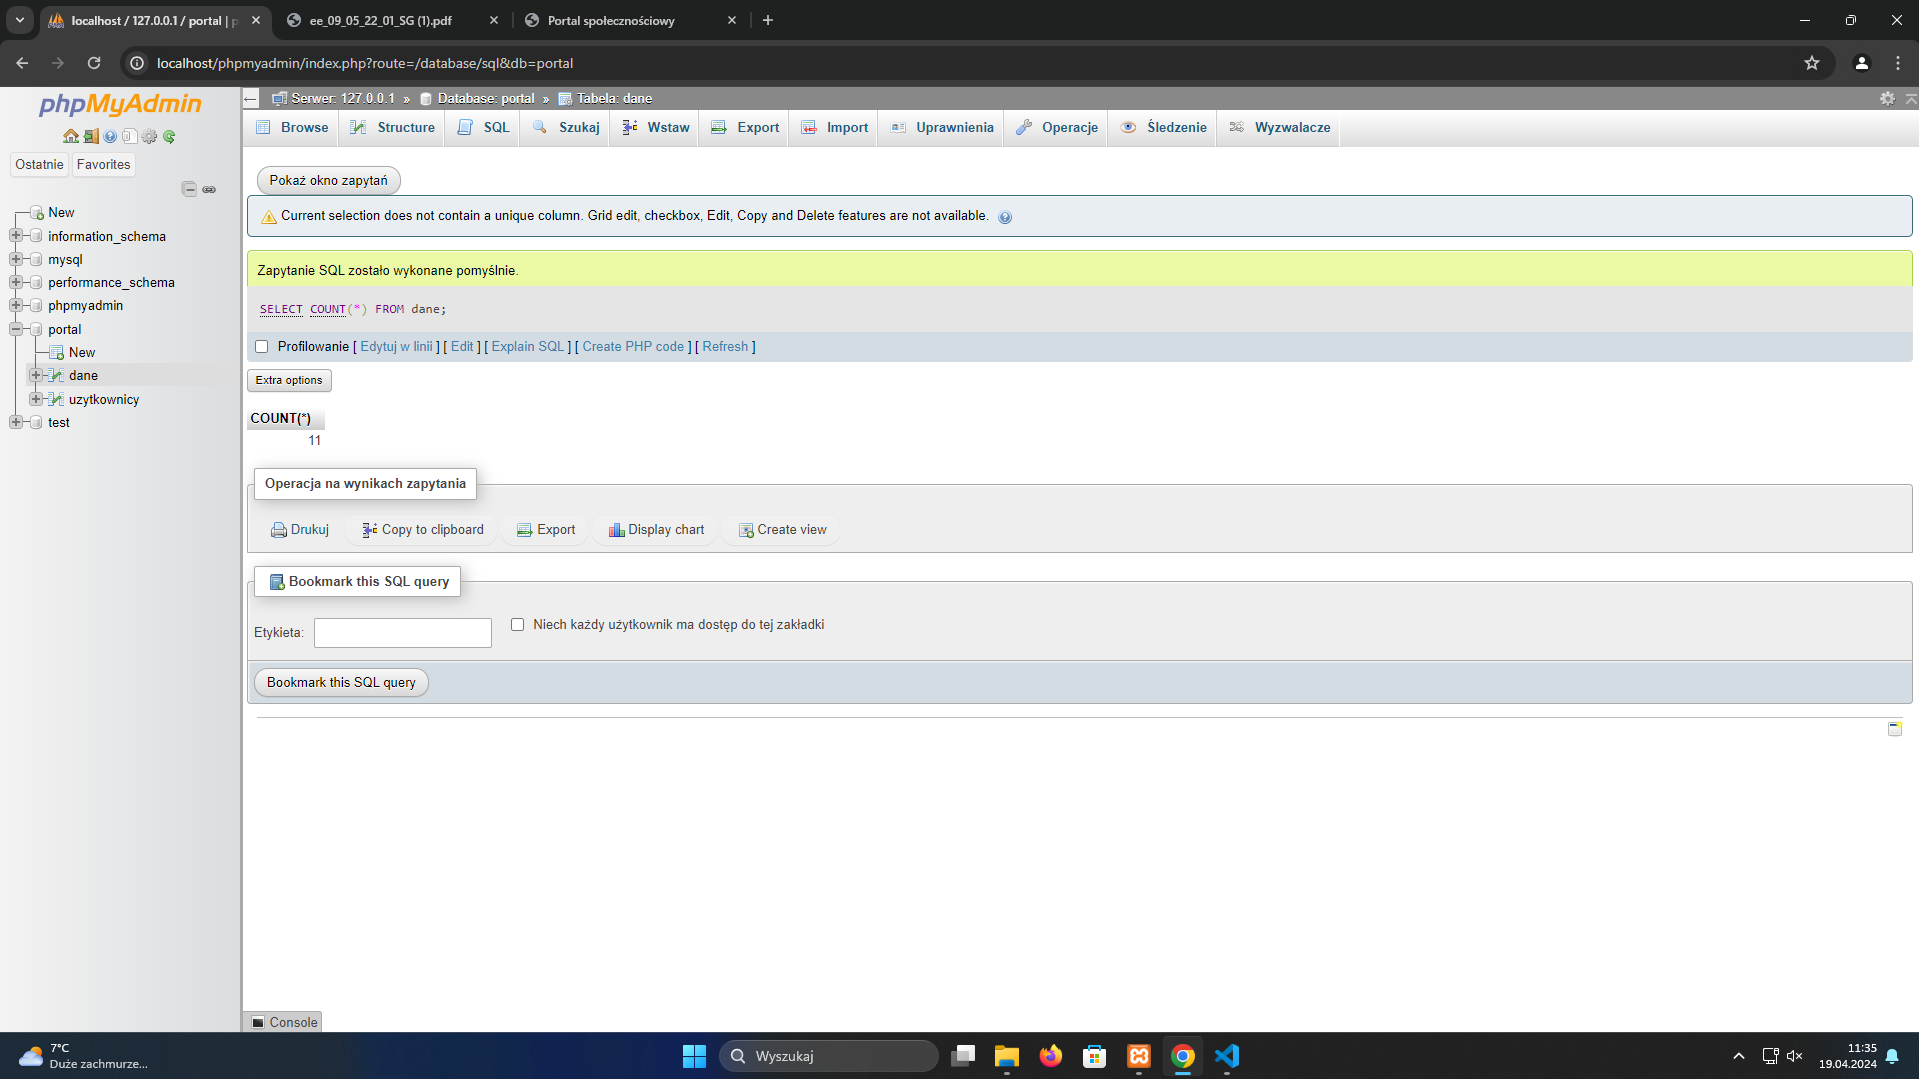 localhost / 127.0.0.1 / portal | p
ee_09_05_22_01_SG (1).pdf
Portal społecznościowy
localhost/phpmyadmin/index.php?route=/database/sql&db=portal
phpMyAdmin
Ostatnie
Favorites
New
information_schema
mysql
performance_schema
phpmyadmin
portal
New
dane
uzytkownicy
test
Serwer: 127.0.0.1 » Database: portal » Tabela: dane
Browse
Structure
SQL
Szukaj
Wstaw
Export
Import
Uprawnienia
Operacje
Śledzenie
Wyzwalacze
Pokaż okno zapytań
Current selection does not contain a unique column. Grid edit, checkbox, Edit, Copy and Delete features are not available.
Zapytanie SQL zostało wykonane pomyślnie.
SELECT COUNT(*) FROM dane;
Profilowanie [ Edytuj w linii ] [ Edit ] [ Explain SQL ] [ Create PHP code ] [ Refresh ]
Extra options
COUNT(*)
11
Operacja na wynikach zapytania
Drukuj
Copy to clipboard
Export
Display chart
Create view
Bookmark this SQL query
Etykieta:
Niech każdy użytkownik ma dostęp do tej zakładki
Bookmark this SQL query
Console
7°C
Duże zachmurze...
Wyszukaj
11:35
19.04.2024